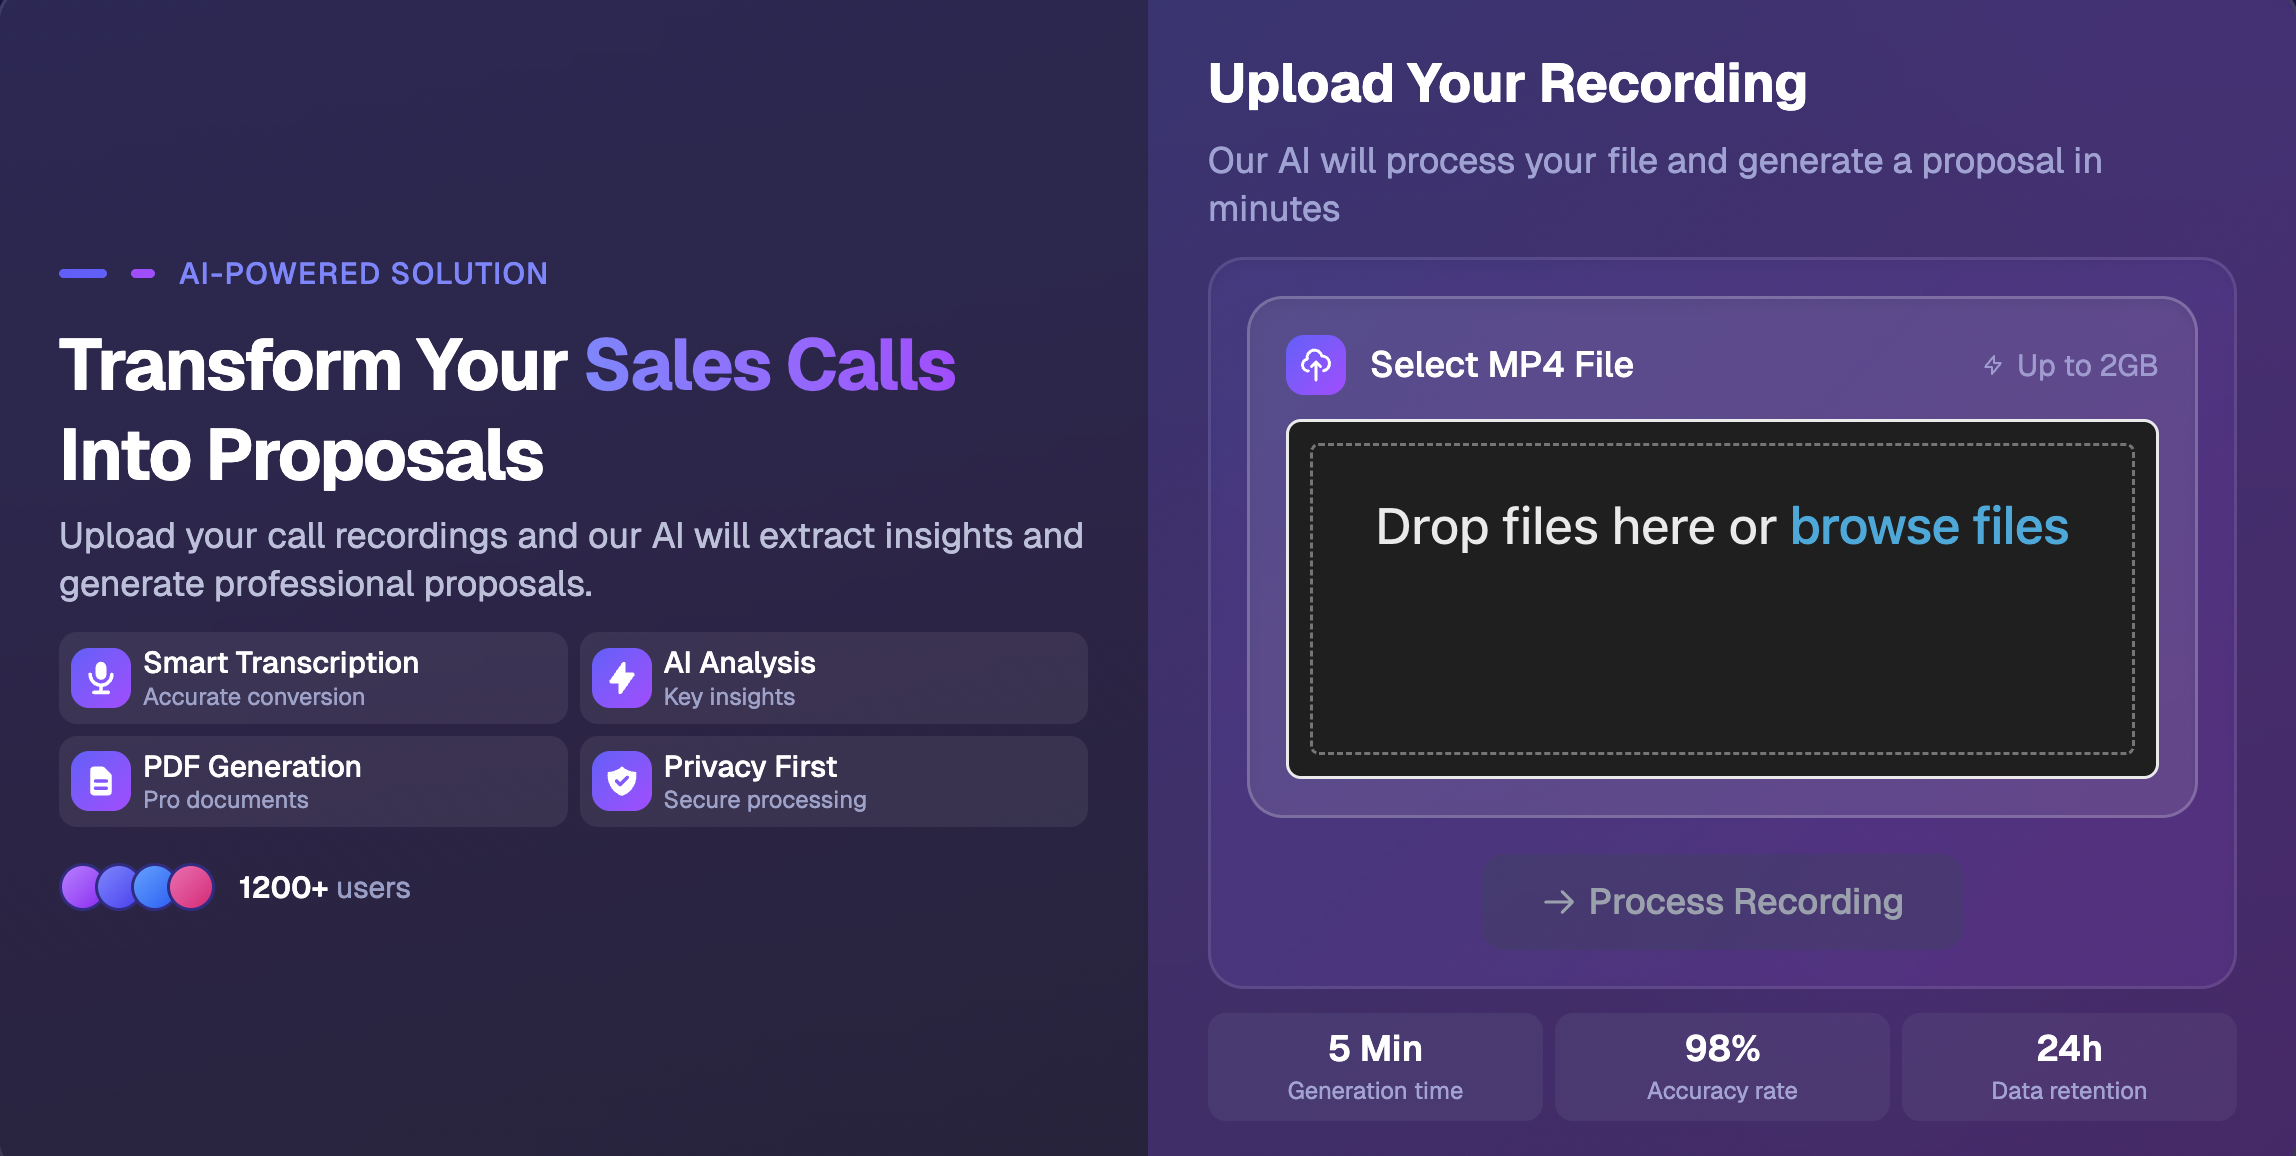 AI-POWERED SOLUTION
Transform Your Sales Calls
Into Proposals
Upload your call recordings and our AI will extract insights and
generate professional proposals.
Smart Transcription
Accurate conversion
AI Analysis
Key insights
PDF Generation
Pro documents
Privacy First
Secure processing
1200+ users
Upload Your Recording
Our AI will process your file and generate a proposal in
minutes
Select MP4 File
Up to 2GB
Drop files here or browse files
Process Recording
5 Min
Generation time
98%
Accuracy rate
24h
Data retention